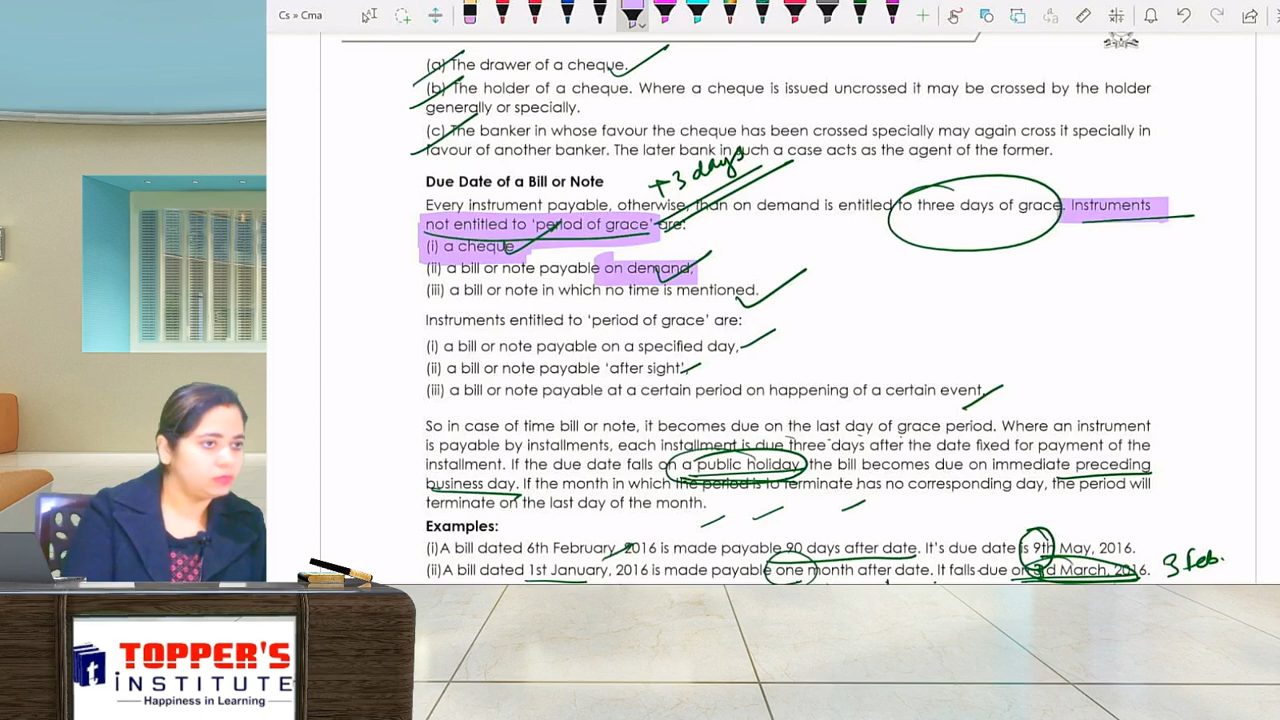 Cs » Cma
(a) The drawer of a cheque.
(b) The holder of a cheque. Where a cheque is issued uncrossed it may be crossed by the holder
generally or specially.
(c) The banker in whose favour the cheque has been crossed specially may again cross it specially in
favour of another banker. The later bank in such a case acts as the agent of the former.
+3 days
Due Date of a Bill or Note
Every instrument payable, otherwise, than on demand is entitled to three days of grace. Instruments
not entitled to ‘period of grace’ are:
(i) a cheque
(ii) a bill or note payable on demand,
(iii) a bill or note in which no time is mentioned.
Instruments entitled to ‘period of grace’ are:
(i) a bill or note payable on a specified day,
(ii) a bill or note payable ‘after sight’,
(iii) a bill or note payable at a certain period on happening of a certain event.
So in case of time bill or note, it becomes due on the last day of grace period. Where an instrument
is payable by installments, each installment is due three days after the date fixed for payment of the
installment. If the due date falls on a public holiday, the bill becomes due on immediate preceding
business day. If the month in which the period is to terminate has no corresponding day, the period will
terminate on the last day of the month.
Examples:
(i)A bill dated 6th February, 2016 is made payable 90 days after date. It’s due date is 9th May, 2016.
(ii)A bill dated 1st January, 2016 is made payable one month after date. It falls due on 3rd March, 2016.
3 feb.
TOPPER'S
INSTITUTE
Happiness in Learning